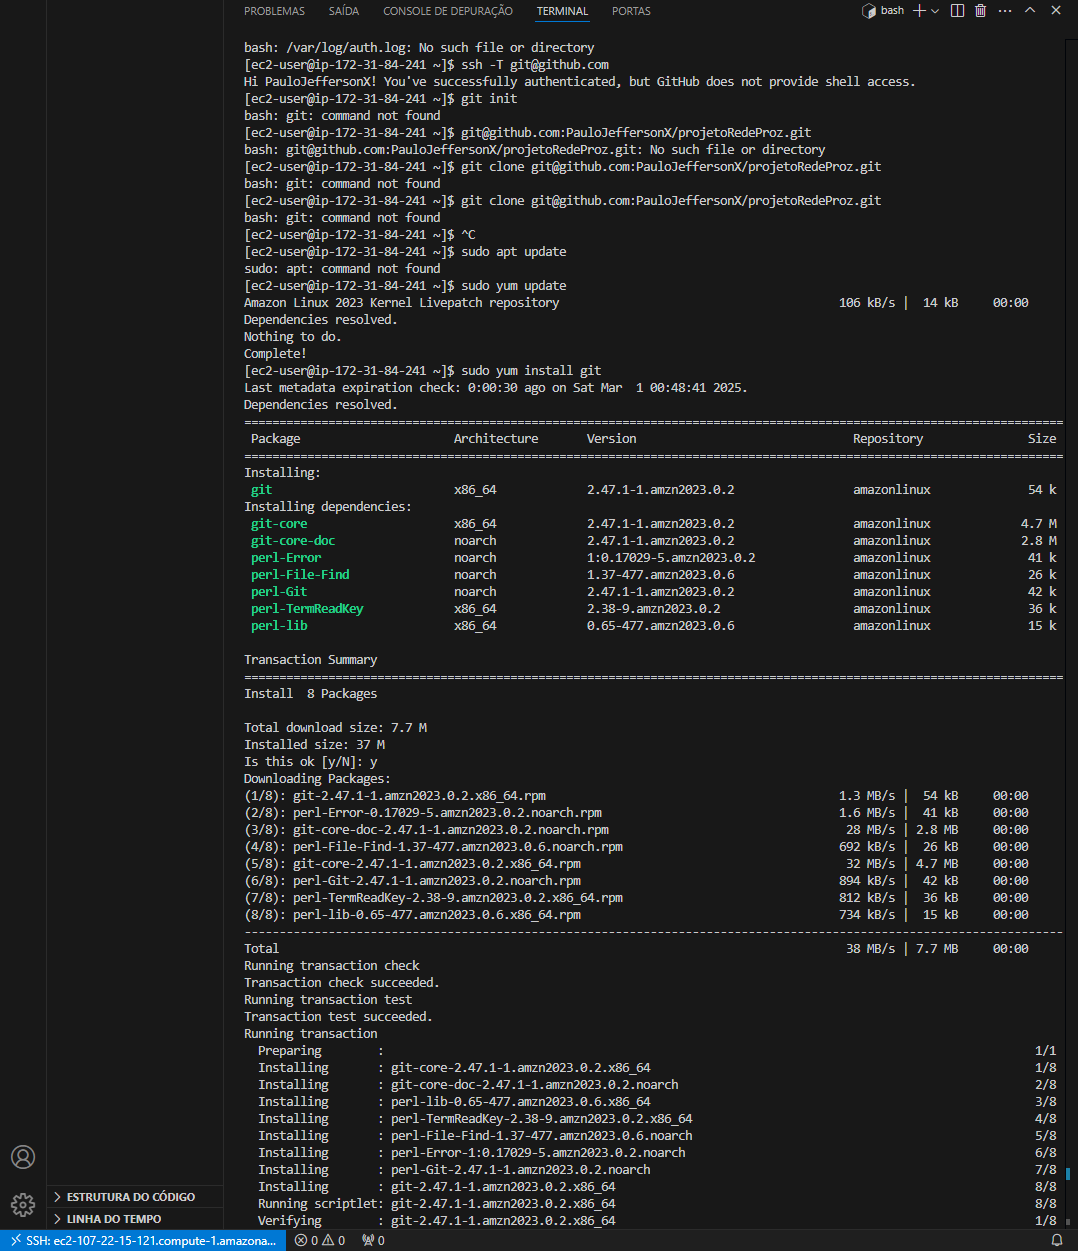 PROBLEMAS SAÍDA CONSOLE DE DEPURAÇÃO TERMINAL PORTAS bash
bash: /var/log/auth.log: No such file or directory
[ec2-user@ip-172-31-84-241 ~]$ ssh -T git@github.com
Hi PauloJeffersonX! You've successfully authenticated, but GitHub does not provide shell access.
[ec2-user@ip-172-31-84-241 ~]$ git init
bash: git: command not found
[ec2-user@ip-172-31-84-241 ~]$ git@github.com:PauloJeffersonX/projetoRedeProz.git
bash: git@github.com:PauloJeffersonX/projetoRedeProz.git: No such file or directory
[ec2-user@ip-172-31-84-241 ~]$ git clone git@github.com:PauloJeffersonX/projetoRedeProz.git
bash: git: command not found
[ec2-user@ip-172-31-84-241 ~]$ git clone git@github.com:PauloJeffersonX/projetoRedeProz.git
bash: git: command not found
[ec2-user@ip-172-31-84-241 ~]$ ^C
[ec2-user@ip-172-31-84-241 ~]$ sudo apt update
sudo: apt: command not found
[ec2-user@ip-172-31-84-241 ~]$ sudo yum update
Amazon Linux 2023 Kernel Livepatch repository 106 kB/s | 14 kB 00:00
Dependencies resolved.
Nothing to do.
Complete!
[ec2-user@ip-172-31-84-241 ~]$ sudo yum install git
Last metadata expiration check: 0:00:30 ago on Sat Mar  1 00:48:41 2025.
Dependencies resolved.
Package Architecture Version Repository Size
Installing:
git x86_64 2.47.1-1.amzn2023.0.2 amazonlinux 54 k
Installing dependencies:
git-core x86_64 2.47.1-1.amzn2023.0.2 amazonlinux 4.7 M
git-core-doc noarch 2.47.1-1.amzn2023.0.2 amazonlinux 2.8 M
perl-Error noarch 1:0.17029-5.amzn2023.0.2 amazonlinux 41 k
perl-File-Find noarch 1.37-477.amzn2023.0.6 amazonlinux 26 k
perl-Git noarch 2.47.1-1.amzn2023.0.2 amazonlinux 42 k
perl-TermReadKey x86_64 2.38-9.amzn2023.0.2 amazonlinux 36 k
perl-lib x86_64 0.65-477.amzn2023.0.6 amazonlinux 15 k
Transaction Summary
Install  8 Packages
Total download size: 7.7 M
Installed size: 37 M
Is this ok [y/N]: y
Downloading Packages:
(1/8): git-2.47.1-1.amzn2023.0.2.x86_64.rpm 1.3 MB/s | 54 kB 00:00
(2/8): perl-Error-0.17029-5.amzn2023.0.2.noarch.rpm 1.6 MB/s | 41 kB 00:00
(3/8): git-core-doc-2.47.1-1.amzn2023.0.2.noarch.rpm 28 MB/s | 2.8 MB 00:00
(4/8): perl-File-Find-1.37-477.amzn2023.0.6.noarch.rpm 692 kB/s | 26 kB 00:00
(5/8): git-core-2.47.1-1.amzn2023.0.2.x86_64.rpm 32 MB/s | 4.7 MB 00:00
(6/8): perl-Git-2.47.1-1.amzn2023.0.2.noarch.rpm 894 kB/s | 42 kB 00:00
(7/8): perl-TermReadKey-2.38-9.amzn2023.0.2.x86_64.rpm 812 kB/s | 36 kB 00:00
(8/8): perl-lib-0.65-477.amzn2023.0.6.x86_64.rpm 734 kB/s | 15 kB 00:00
Total 38 MB/s | 7.7 MB 00:00
Running transaction check
Transaction check succeeded.
Running transaction test
Transaction test succeeded.
Running transaction
Preparing : 1/1
Installing : git-core-2.47.1-1.amzn2023.0.2.x86_64 1/8
Installing : git-core-doc-2.47.1-1.amzn2023.0.2.noarch 2/8
Installing : perl-lib-0.65-477.amzn2023.0.6.x86_64 3/8
Installing : perl-TermReadKey-2.38-9.amzn2023.0.2.x86_64 4/8
Installing : perl-File-Find-1.37-477.amzn2023.0.6.noarch 5/8
Installing : perl-Error-1:0.17029-5.amzn2023.0.2.noarch 6/8
Installing : perl-Git-2.47.1-1.amzn2023.0.2.noarch 7/8
Installing : git-2.47.1-1.amzn2023.0.2.x86_64 8/8
Running scriptlet: git-2.47.1-1.amzn2023.0.2.x86_64 8/8
Verifying : git-2.47.1-1.amzn2023.0.2.x86_64 1/8
ESTRUTURA DO CÓDIGO
LINHA DO TEMPO
SSH: ec2-107-22-15-121.compute-1.amazona... 0 0 0